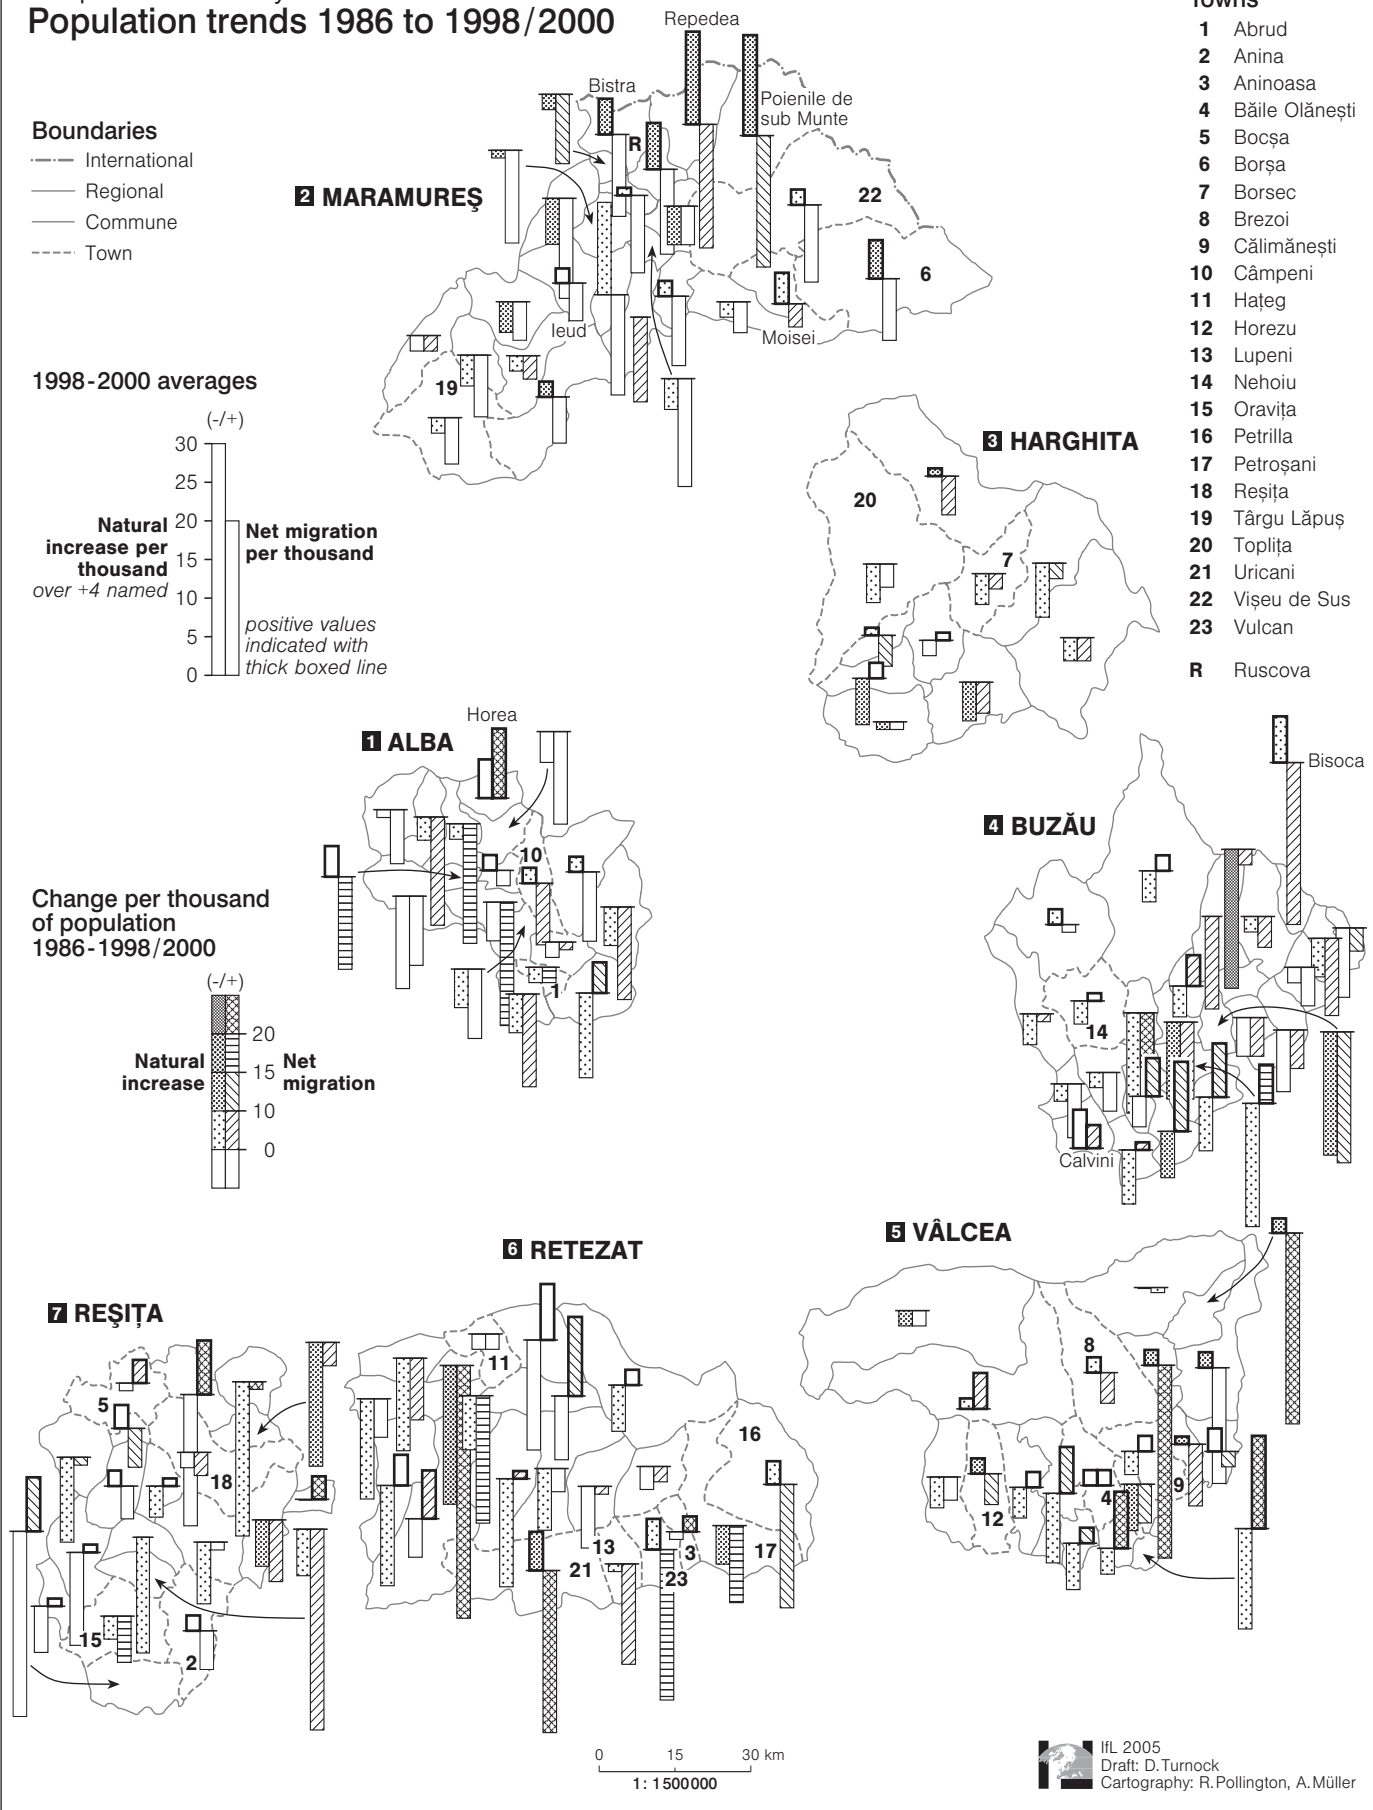 Population trends 1986 to 1998/2000
Boundaries
International
Regional
Commune
Town
Towns
1 Abrud
2 Anina
3 Aninoasa
4 Băile Olănești
5 Bocșa
6 Borșa
7 Borsec
8 Brezoi
9 Călimănești
10 Câmpeni
11 Hațeg
12 Horezu
13 Lupeni
14 Nehoiu
15 Oravița
16 Petrilla
17 Petroșani
18 Reșița
19 Târgu Lăpuș
20 Toplița
21 Uricani
22 Vișeu de Sus
23 Vulcan
R Ruscova
Repedea
Bistra
Poienile de
sub Munte
R
2 MARAMUREŞ
22
6
Ieud
Moisei
19
1998-2000 averages
(-/+)
30
25
20
15
10
5
0
Natural
increase per
thousand
over +4 named
Net migration
per thousand
positive values
indicated with
thick boxed line
3 HARGHITA
20
7
Horea
1 ALBA
10
1
Bisoca
4 BUZĂU
14
Calvini
Change per thousand
of population
1986-1998/2000
(-/+)
20
15
10
0
Natural
increase
Net
migration
5 VÂLCEA
8
9
4
12
6 RETEZAT
11
16
13
21
3
23
17
7 REŞIŢA
5
18
15
2
0 15 30 km
1: 1500000
IfL 2005
Draft: D.Turnock
Cartography: R.Pollington, A.Müller